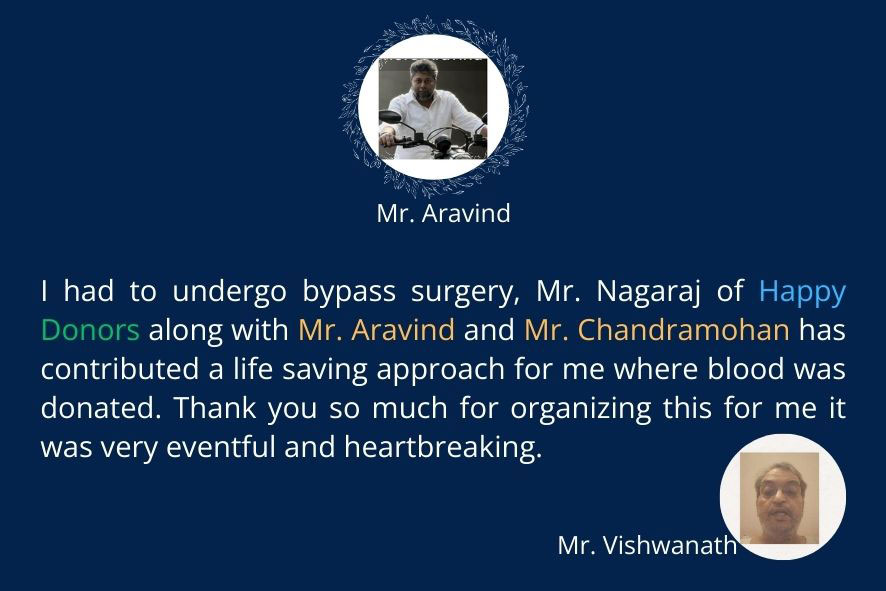 Mr. Aravind
I had to undergo bypass surgery, Mr. Nagaraj of Happy
Donors along with Mr. Aravind and Mr. Chandramohan has
contributed a life saving approach for me where blood was
donated. Thank you so much for organizing this for me it
was very eventful and heartbreaking.
Mr. Vishwanath